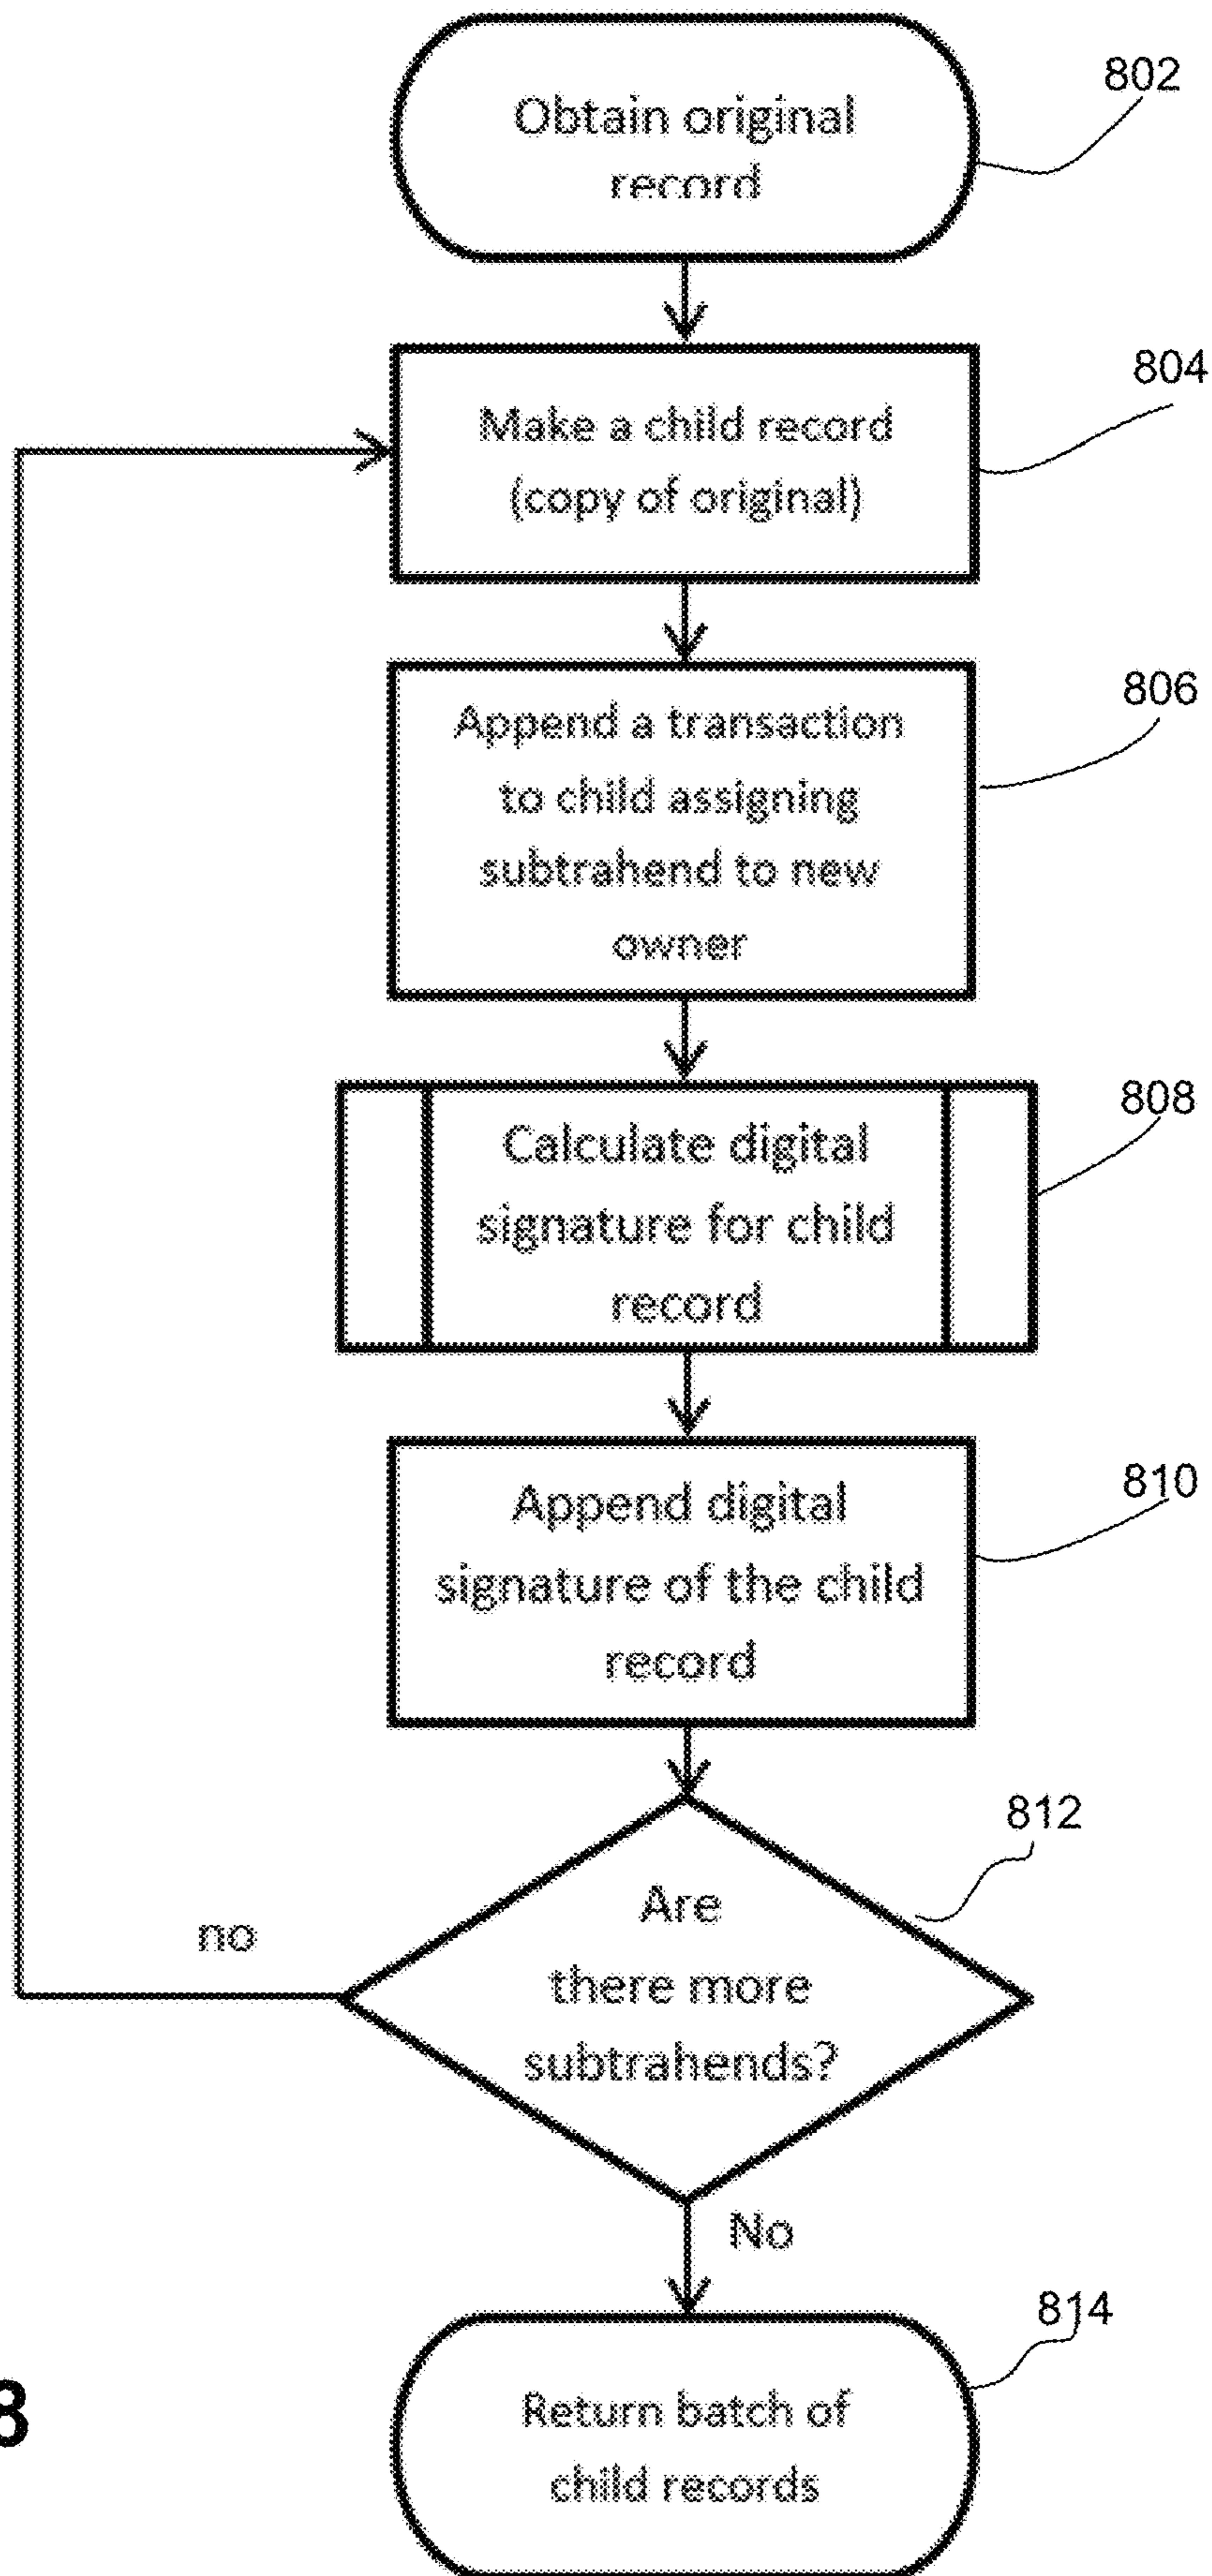 Obtain original
record
802
Make a child record
(copy of original)
804
Append a transaction
to child assigning
subtrahend to new
owner
806
Calculate digital
signature for child
record
808
Append digital
signature of the child
record
810
Are
there more
subtrahends?
812
no
No
Return batch of
child records
814
8